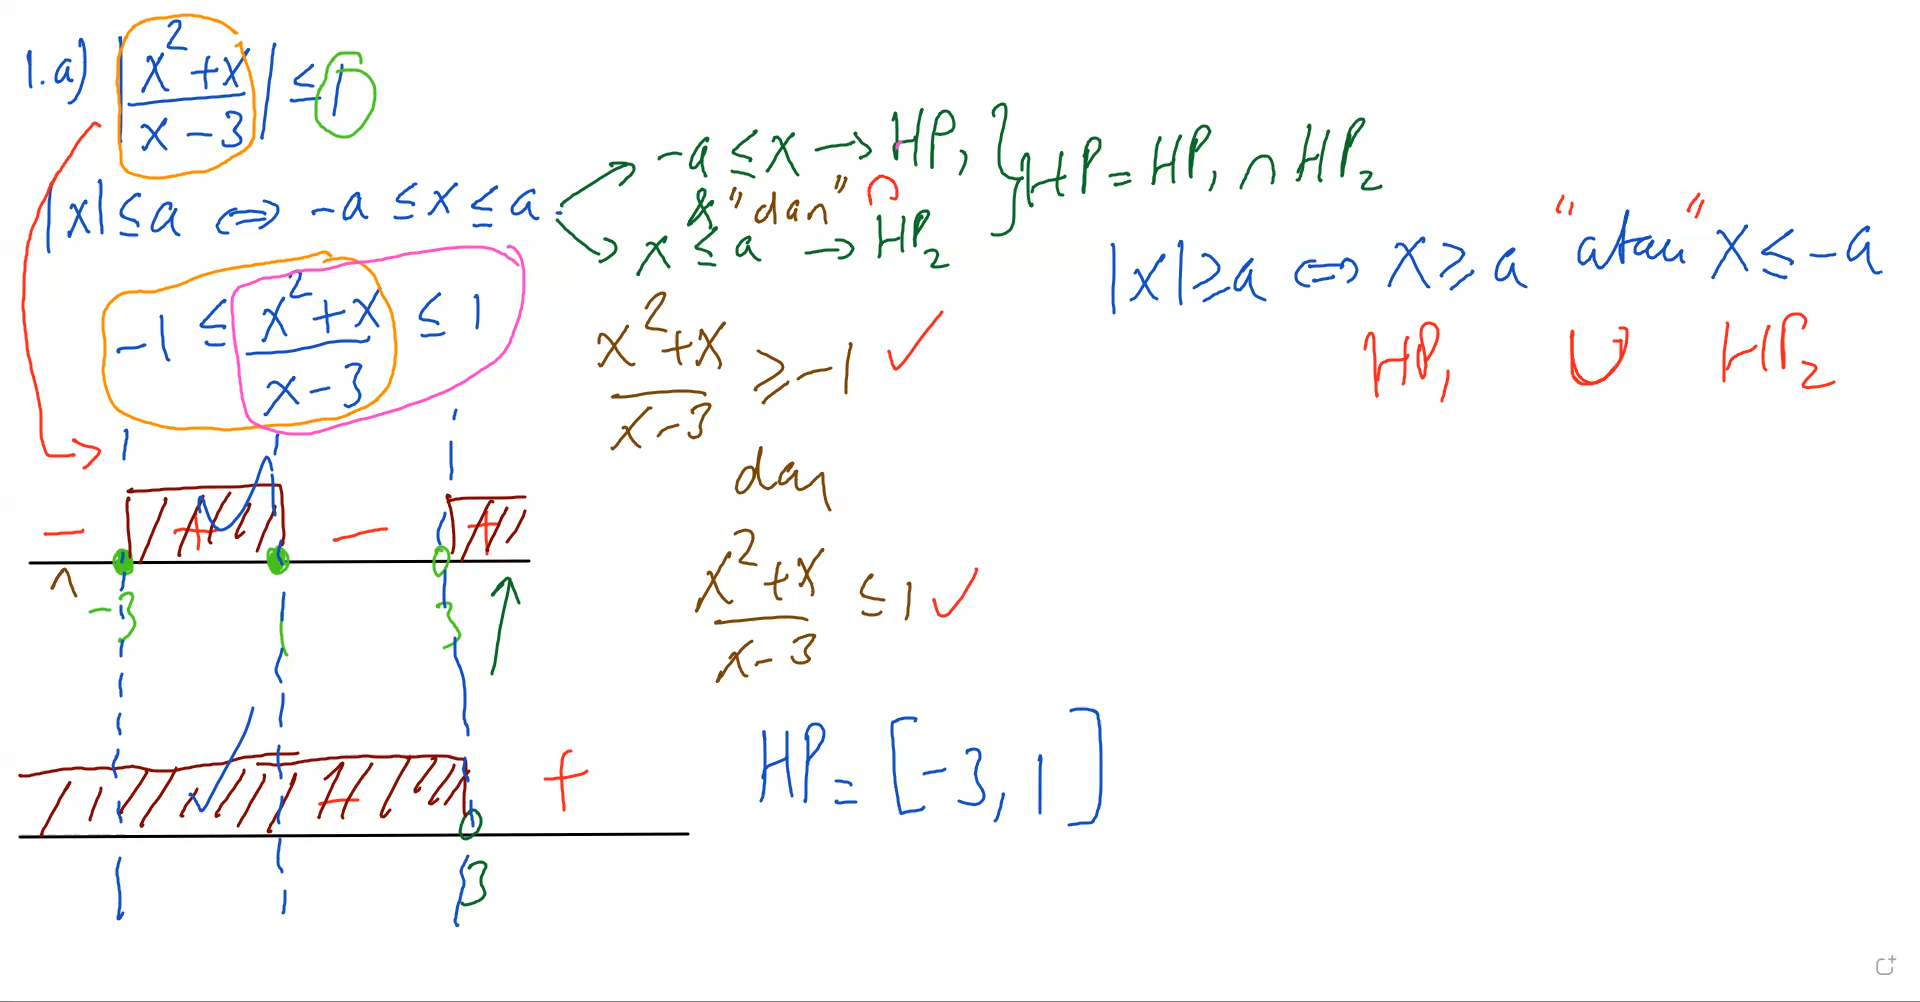 1.a) |(x²+x)/(x-3)| ≤ 1
|x| ≤ a ⇔ -a ≤ x ≤ a
-a ≤ x → HP₁
& "dan" ∩
x ≤ a → HP₂
} HP = HP₁ ∩ HP₂
|x| ≥ a ⇔ x ≥ a "atau" x ≤ -a
HP₁ ∪ HP₂
-1 ≤ (x²+x)/(x-3) ≤ 1
(x²+x)/(x-3) ≥ -1 ✓
dan
(x²+x)/(x-3) ≤ 1 ✓
- + - +
-3 1 3
+ +
3
HP = [-3, 1]